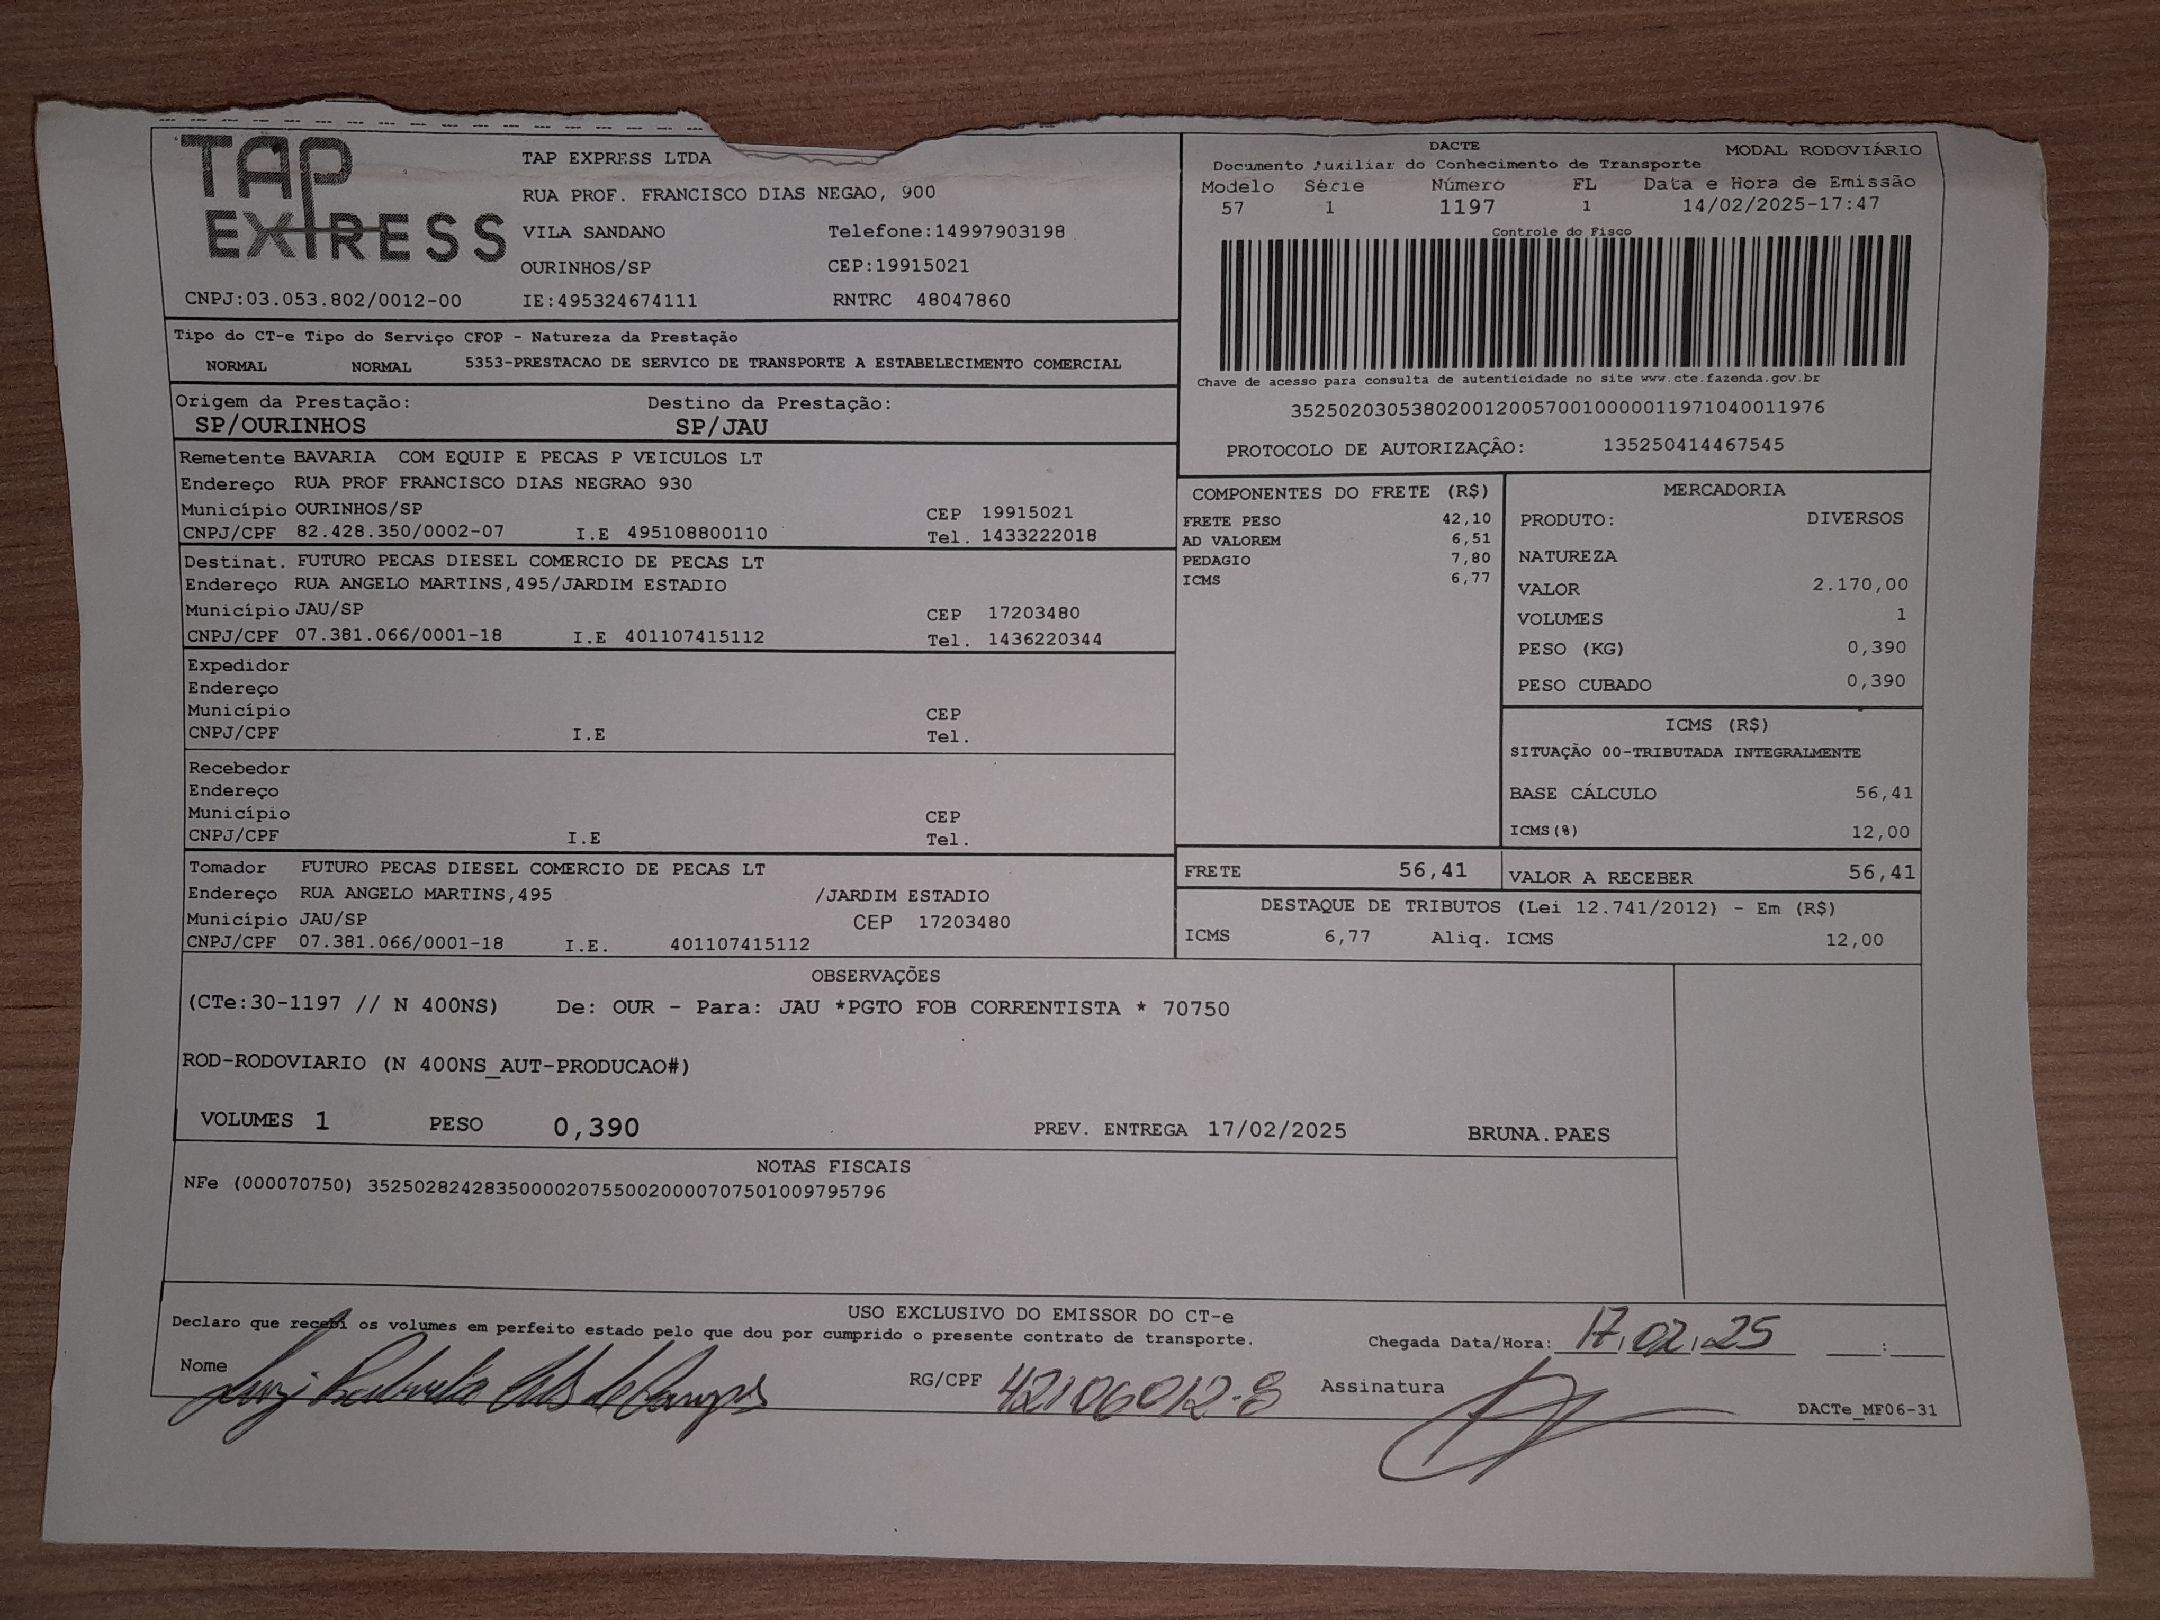 TAP EXPRESS
TAP EXPRESS LTDA
RUA PROF. FRANCISCO DIAS NEGAO, 900
VILA SANDANO Telefone:14997903198
OURINHOS/SP CEP:19915021
CNPJ:03.053.802/0012-00 IE:495324674111 RNTRC 48047860
DACTE MODAL RODOVIÁRIO
Documento Auxiliar do Conhecimento de Transporte
Modelo Série Número FL Data e Hora de Emissão
57 1 1197 1 14/02/2025-17:47
Controle do Fisco
Chave de acesso para consulta de autenticidade no site www.cte.fazenda.gov.br
35250203053802001200570010000011971040011976
PROTOCOLO DE AUTORIZAÇÂO: 135250414467545
Tipo do CT-e Tipo do Serviço CFOP - Natureza da Prestação
NORMAL NORMAL 5353-PRESTACAO DE SERVICO DE TRANSPORTE A ESTABELECIMENTO COMERCIAL
Origem da Prestação: Destino da Prestação:
SP/OURINHOS SP/JAU
Remetente BAVARIA COM EQUIP E PECAS P VEICULOS LT
Endereço RUA PROF FRANCISCO DIAS NEGRAO 930
Município OURINHOS/SP CEP 19915021
CNPJ/CPF 82.428.350/0002-07 I.E 495108800110 Tel. 1433222018
Destinat. FUTURO PECAS DIESEL COMERCIO DE PECAS LT
Endereço RUA ANGELO MARTINS,495/JARDIM ESTADIO
Município JAU/SP CEP 17203480
CNPJ/CPF 07.381.066/0001-18 I.E 401107415112 Tel. 1436220344
Expedidor
Endereço
Município CEP
CNPJ/CPF I.E Tel.
Recebedor
Endereço
Município CEP
CNPJ/CPF I.E Tel.
Tomador FUTURO PECAS DIESEL COMERCIO DE PECAS LT
Endereço RUA ANGELO MARTINS,495 /JARDIM ESTADIO
Município JAU/SP CEP 17203480
CNPJ/CPF 07.381.066/0001-18 I.E. 401107415112
COMPONENTES DO FRETE (R$)
FRETE PESO 42,10
AD VALOREM 6,51
PEDAGIO 7,80
ICMS 6,77
MERCADORIA
PRODUTO: DIVERSOS
NATUREZA
VALOR 2.170,00
VOLUMES 1
PESO (KG) 0,390
PESO CUBADO 0,390
ICMS (R$)
SITUAÇÃO 00-TRIBUTADA INTEGRALMENTE
BASE CÁLCULO 56,41
ICMS(%) 12,00
FRETE 56,41 VALOR A RECEBER 56,41
DESTAQUE DE TRIBUTOS (Lei 12.741/2012) - Em (R$)
ICMS 6,77 Aliq. ICMS 12,00
OBSERVAÇÕES
(CTe:30-1197 // N 400NS) De: OUR - Para: JAU *PGTO FOB CORRENTISTA * 70750
ROD-RODOVIARIO (N 400NS_AUT-PRODUCAO#)
VOLUMES 1 PESO 0,390 PREV. ENTREGA 17/02/2025 BRUNA.PAES
NOTAS FISCAIS
NFe (000070750) 35250282428350000207550020000707501009795796
USO EXCLUSIVO DO EMISSOR DO CT-e
Declaro que recebi os volumes em perfeito estado pelo que dou por cumprido o presente contrato de transporte. Chegada Data/Hora: 17.02.25 :
Nome RG/CPF 42106012-8 Assinatura
DACTe_MF06-31